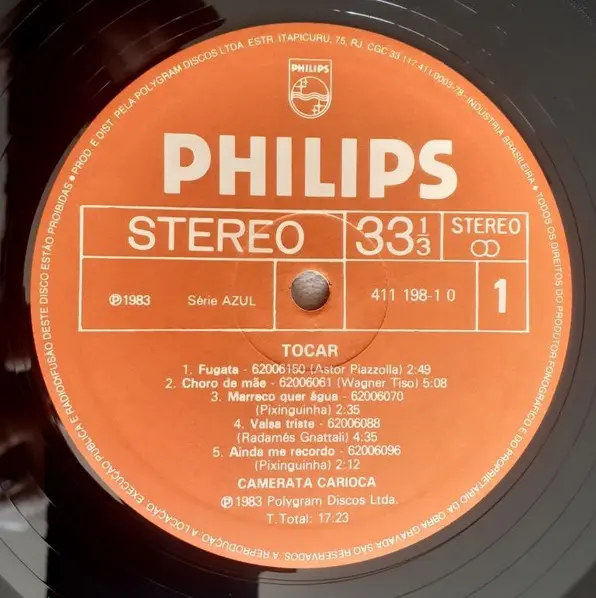 PHILIPS
PHILIPS
STEREO
33 1/3
STEREO
℗1983
Série AZUL
411 198-1 0
1
TOCAR
1. Fugata - 62006150 (Astor Piazzolla) 2:49
2. Choro de mãe - 62006061 (Wagner Tiso) 5:08
3. Marreco quer água - 62006070
(Pixinguinha) 2:35
4. Valsa triste - 62006088
(Radamés Gnattali) 4:35
5. Ainda me recordo - 62006096
(Pixinguinha) 2:12
CAMERATA CARIOCA
℗ 1983 Polygram Discos Ltda.
T.Total: 17:23
• PROD. E DIST. PELA POLYGRAM DISCOS LTDA. ESTR. ITAPICURU, 75, RJ CGC 33.117.411/0003-78 - INDÚSTRIA BRASILEIRA • TODOS OS DIREITOS DO PRODUTOR FONOGRÁFICO E DO PROPRIETÁRIO DA OBRA GRAVADA SÃO RESERVADOS. A REPRODUÇÃO, A LOCAÇÃO, EXECUÇÃO PÚBLICA E RADIODIFUSÃO DESTE DISCO ESTÃO PROIBIDAS